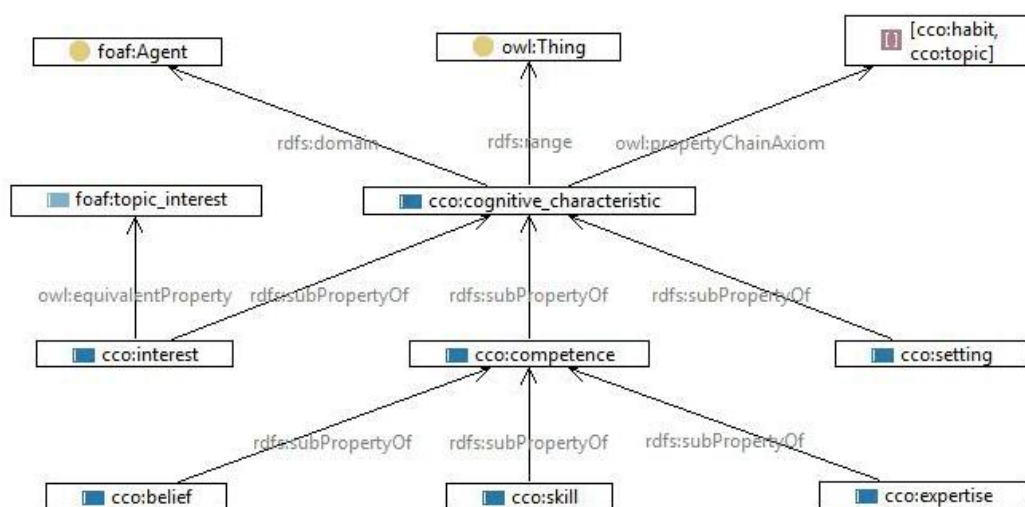 foaf:Agent
owl:Thing
[cco:habit,
cco:topic]
rdfs:domain
rdfs:range
owl:propertyChainAxiom
foaf:topic_interest
cco:cognitive_characteristic
owl:equivalentProperty
rdfs:subPropertyOf
rdfs:subPropertyOf
rdfs:subPropertyOf
cco:interest
cco:competence
cco:setting
rdfs:subPropertyOf
rdfs:subPropertyOf
rdfs:subPropertyOf
cco:belief
cco:skill
cco:expertise